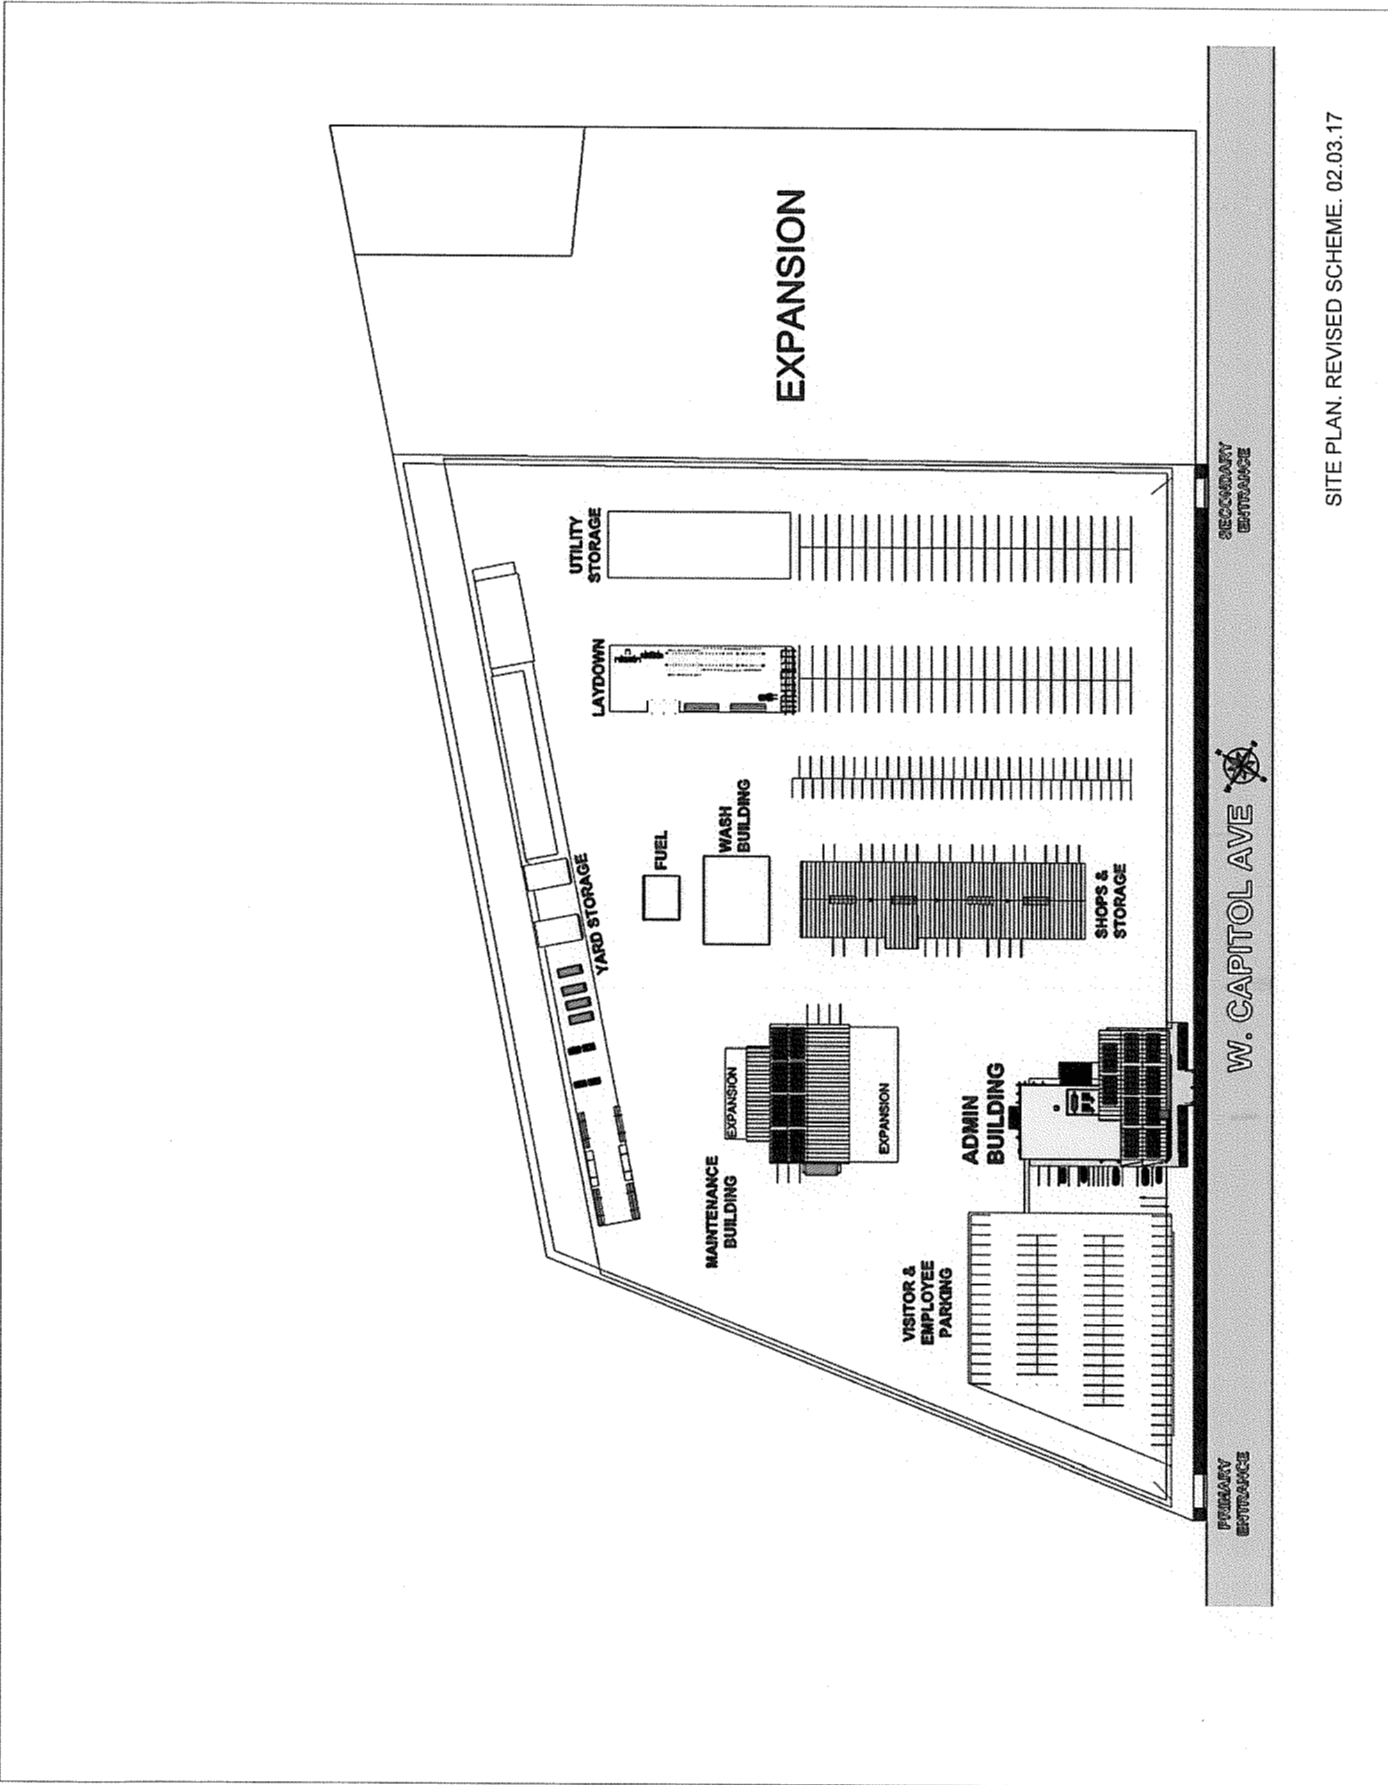 EXPANSION
UTILITY
STORAGE
LAYDOWN
YARD STORAGE
FUEL
WASH
BUILDING
SHOPS &
STORAGE
EXPANSION
EXPANSION
MAINTENANCE
BUILDING
ADMIN
BUILDING
VISITOR &
EMPLOYEE
PARKING
PRIMARY
ENTRANCE
W. CAPITOL AVE
SECONDARY
ENTRANCE
SITE PLAN. REVISED SCHEME. 02.03.17